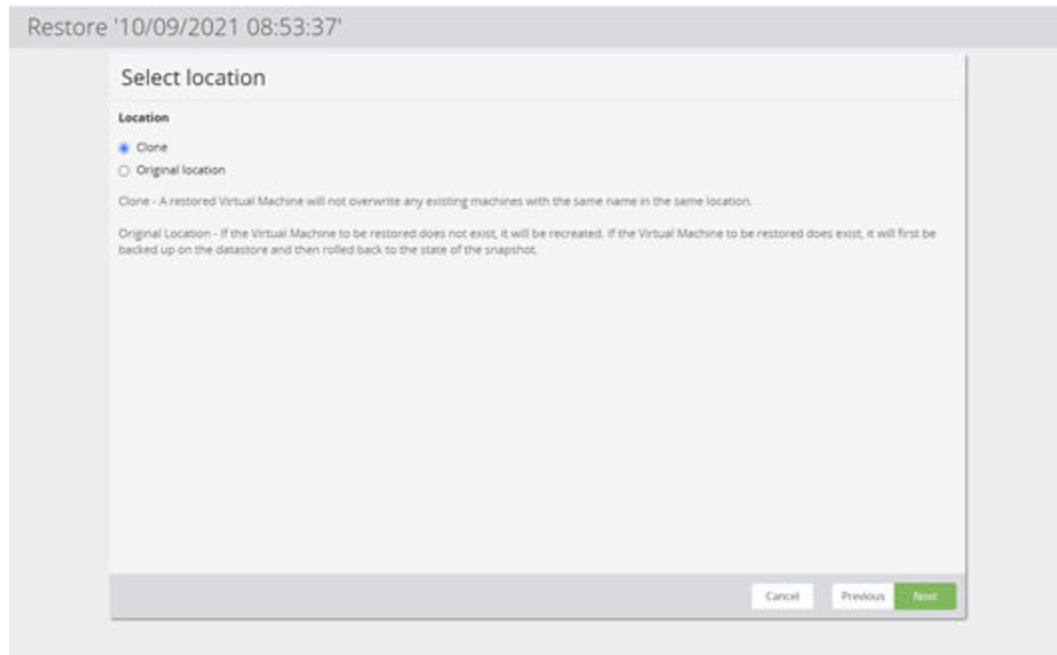 Restore '10/09/2021 08:53:37'
Select location
Location
Clone
Original location
Clone - A restored Virtual Machine will not overwrite any existing machines with the same name in the same location.
Original Location - If the Virtual Machine to be restored does not exist, it will be recreated. If the Virtual Machine to be restored does exist, it will first be
backed up on the datastore and then rolled back to the state of the snapshot.
Cancel Previous Next